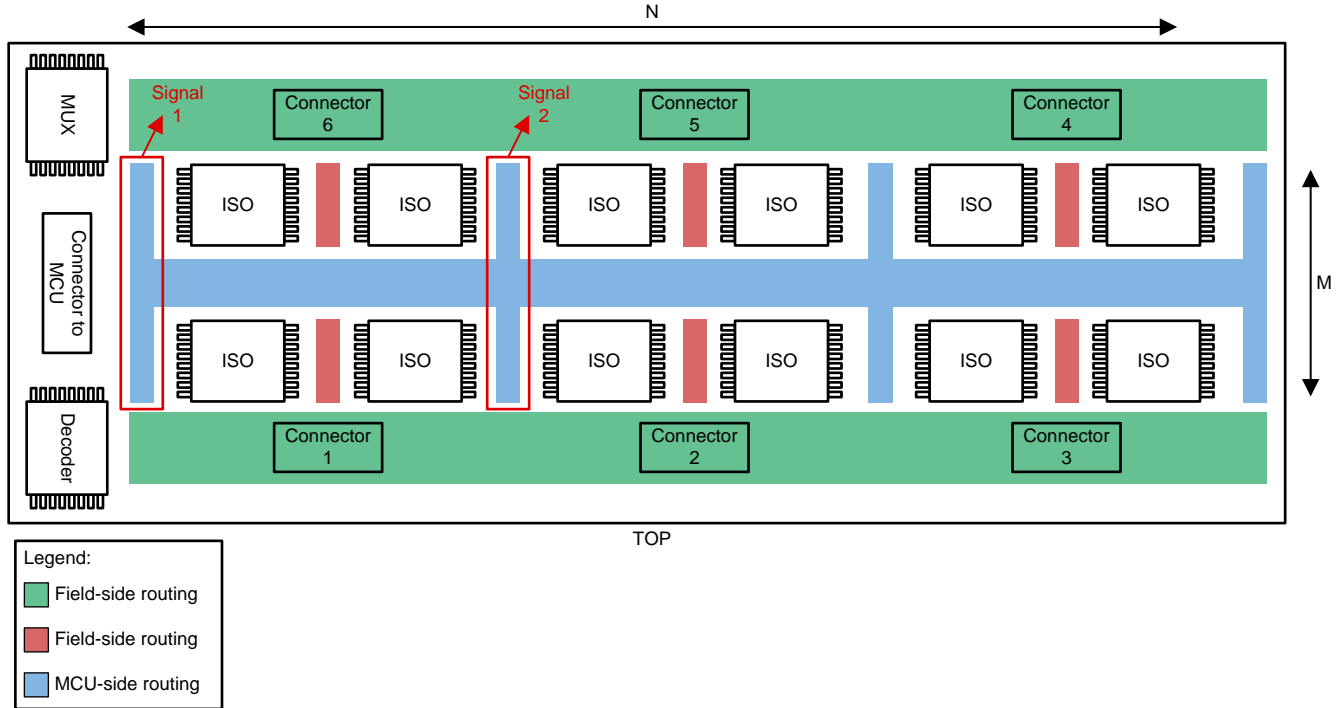 N
MUX
Signal
1
Connector
6
Signal
2
Connector
5
Connector
4
ISO
ISO
ISO
ISO
ISO
ISO
Connector to
MCU
M
ISO
ISO
ISO
ISO
ISO
ISO
Decoder
Connector
1
Connector
2
Connector
3
TOP
Legend:
Field-side routing
Field-side routing
MCU-side routing